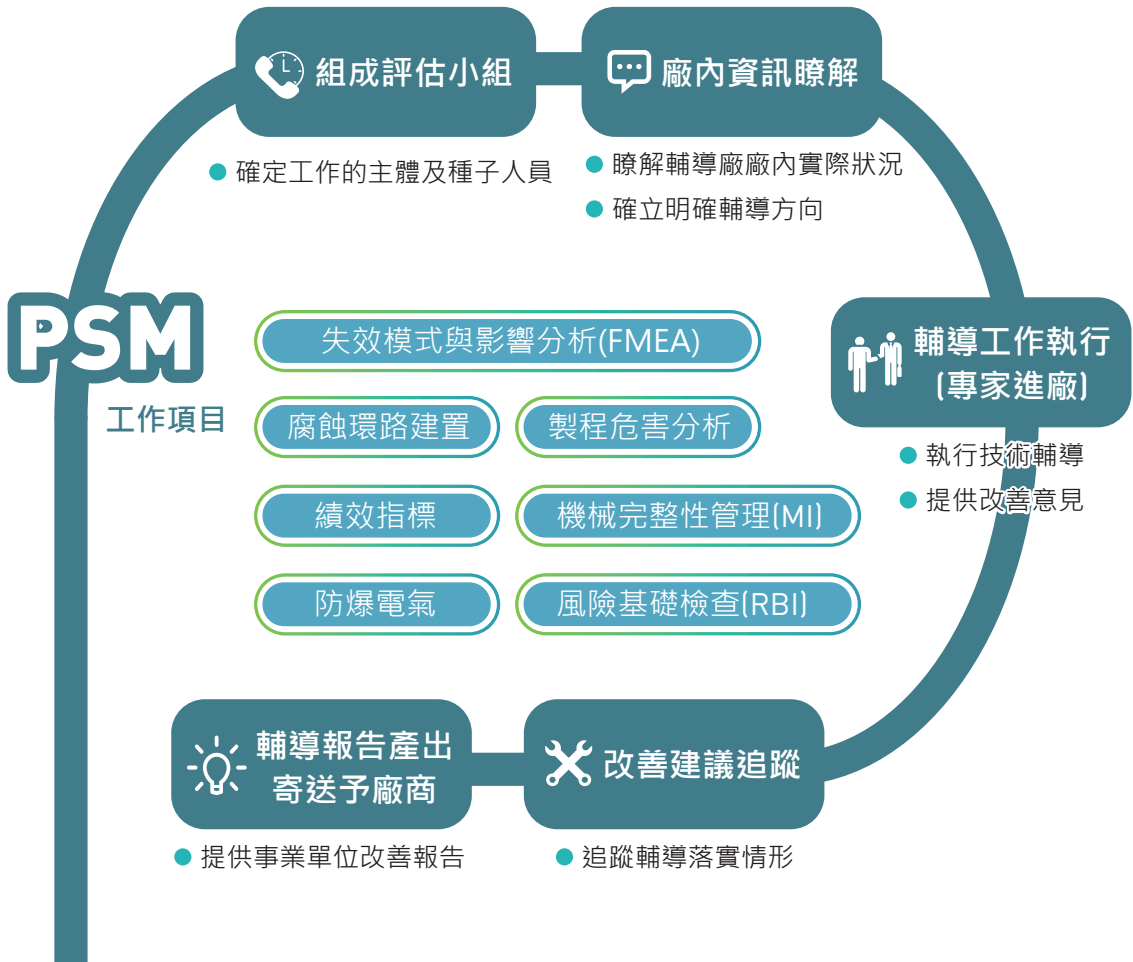 組成評估小組
確定工作的主體及種子人員
廠內資訊瞭解
瞭解輔導廠廠內實際狀況
確立明確輔導方向
PSM
工作項目
失效模式與影響分析(FMEA)
腐蝕環路建置
製程危害分析
績效指標
機械完整性管理(MI)
防爆電氣
風險基礎檢查(RBI)
輔導工作執行
(專家進廠)
執行技術輔導
提供改善意見
改善建議追蹤
追蹤輔導落實情形
輔導報告產出
寄送予廠商
提供事業單位改善報告